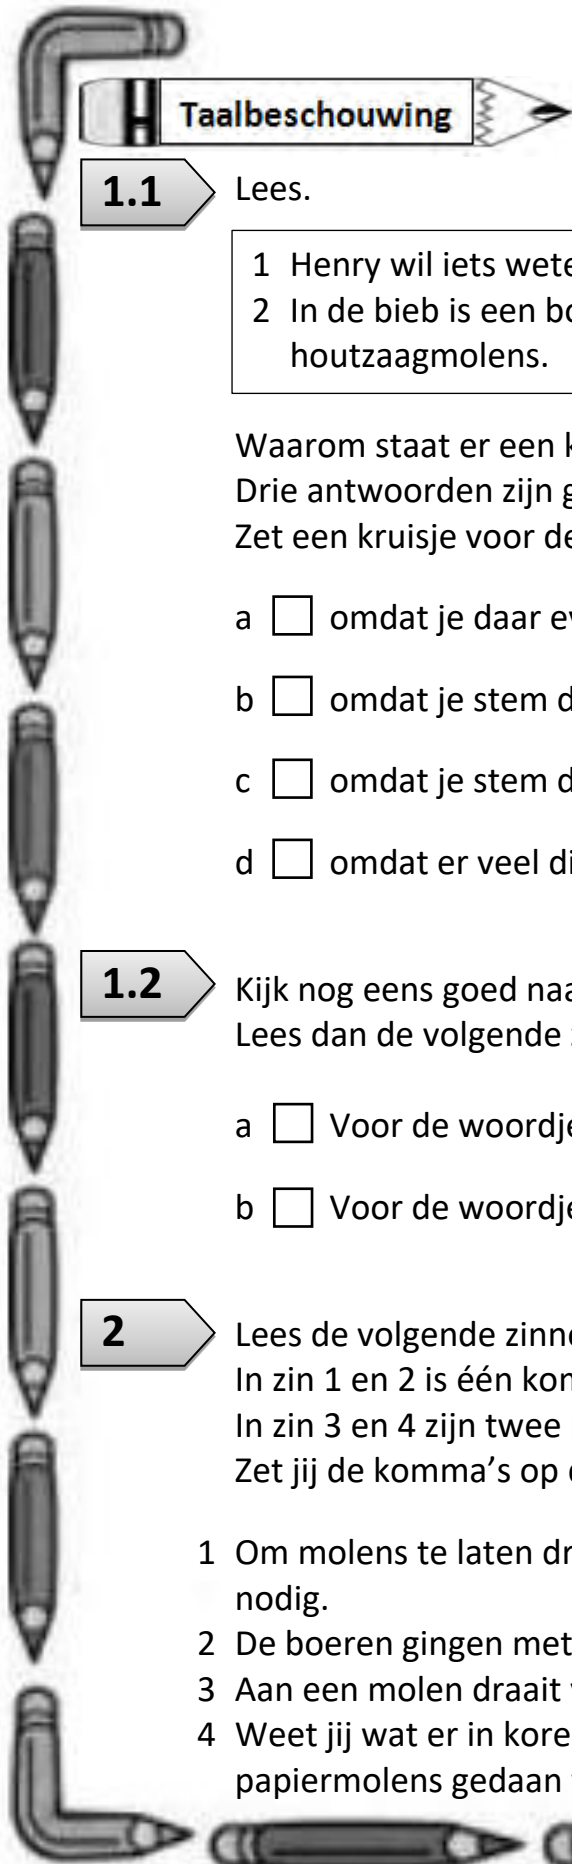 Taalbeschouwing
1.1 Lees.
1 Henry wil iets wete
2 In de bieb is een bo
houtzaagmolens.
Waarom staat er een k
Drie antwoorden zijn g
Zet een kruisje voor de
a omdat je daar ev
b omdat je stem d
c omdat je stem d
d omdat er veel di
1.2 Kijk nog eens goed naa
Lees dan de volgende z
a Voor de woordje
b Voor de woordje
2 Lees de volgende zinne
In zin 1 en 2 is één kom
In zin 3 en 4 zijn twee
Zet jij de komma's op d
1 Om molens te laten dr
nodig.
2 De boeren gingen met
3 Aan een molen draait v
4 Weet jij wat er in kore
papiermolens gedaan